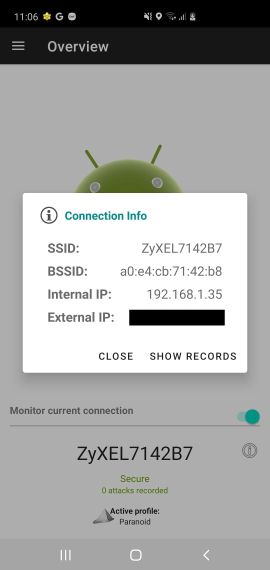 11:06
Overview
Connection Info
SSID: ZyXEL7142B7
BSSID: a0:e4:cb:71:42:b8
Internal IP: 192.168.1.35
External IP:
CLOSE SHOW RECORDS
Monitor current connection
ZyXEL7142B7
Secure
0 attacks recorded
Active profile:
Paranoid